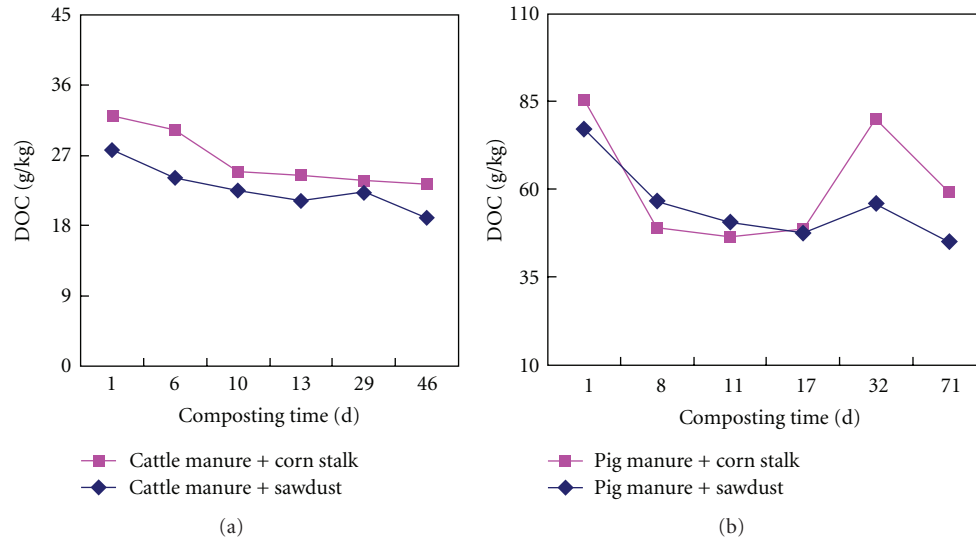 45
36
27
18
9
0
DOC (g/kg)
1 6 10 13 29 46
Composting time (d)
Cattle manure + corn stalk
Cattle manure + sawdust
(a)
110
85
60
35
10
DOC (g/kg)
1 8 11 17 32 71
Composting time (d)
Pig manure + corn stalk
Pig manure + sawdust
(b)